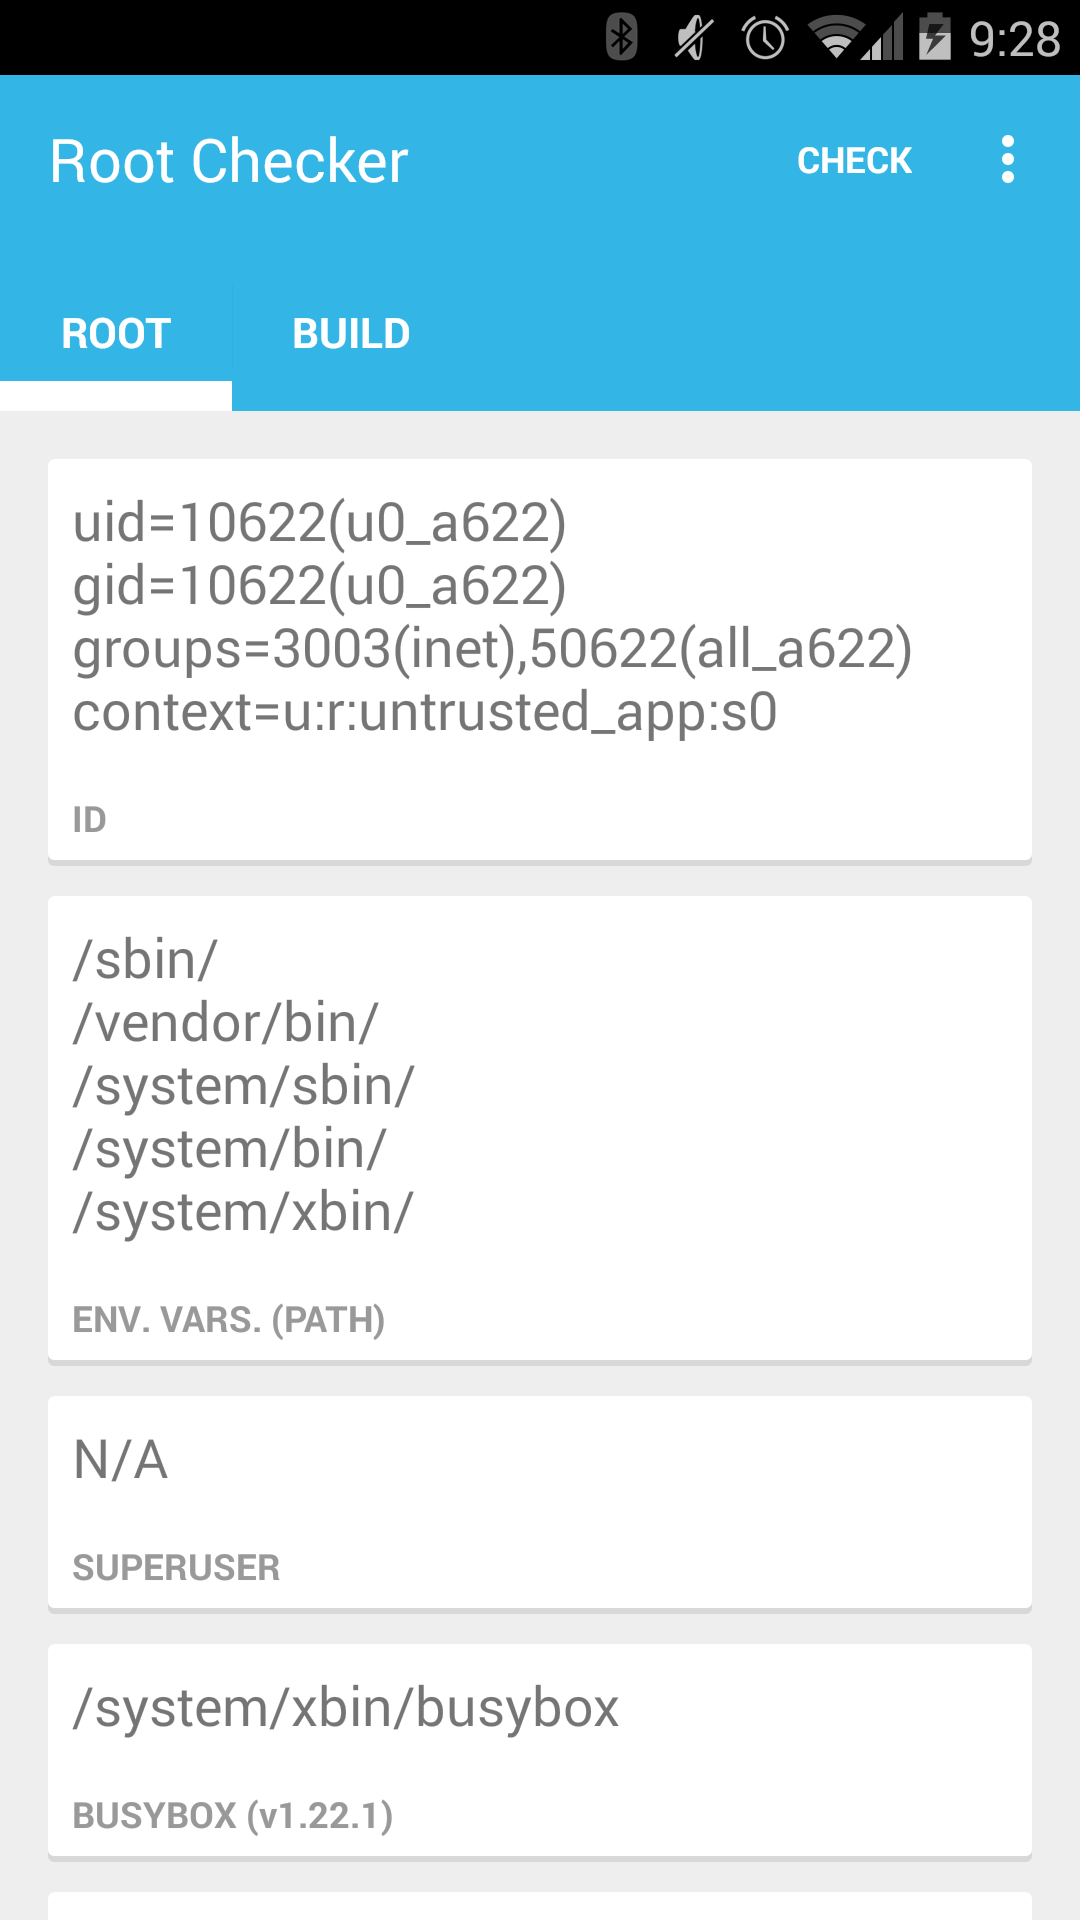 9:28
Root Checker
CHECK
ROOT
BUILD
uid=10622(u0_a622)
gid=10622(u0_a622)
groups=3003(inet),50622(all_a622)
context=u:r:untrusted_app:s0
ID
/sbin/
/vendor/bin/
/system/sbin/
/system/bin/
/system/xbin/
ENV. VARS. (PATH)
N/A
SUPERUSER
/system/xbin/busybox
BUSYBOX (v1.22.1)